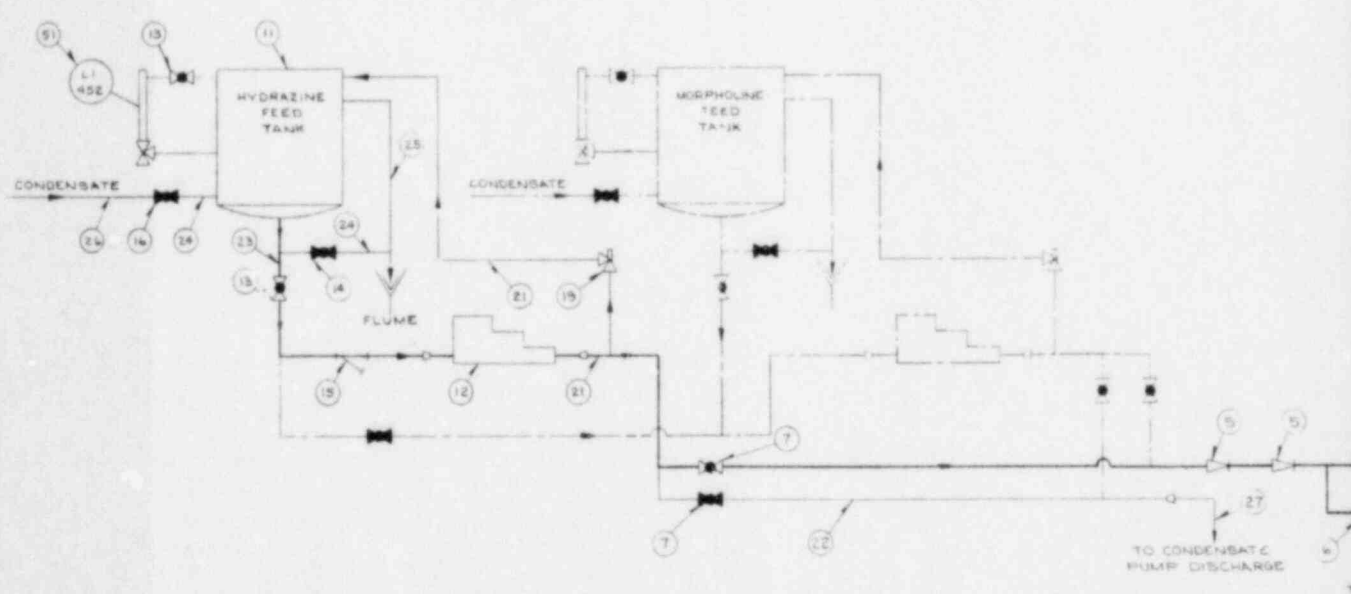 51
13
11
LI
452
HYDRAZINE
FEED
TANK
MORPHOLINE
FEED
TANK
25
CONDENSATE
CONDENSATE
26
16
24
23
24
13
14
21
19
FLUME
15
12
21
7
5
5
7
22
27
6
TO CONDENSATE
PUMP DISCHARGE